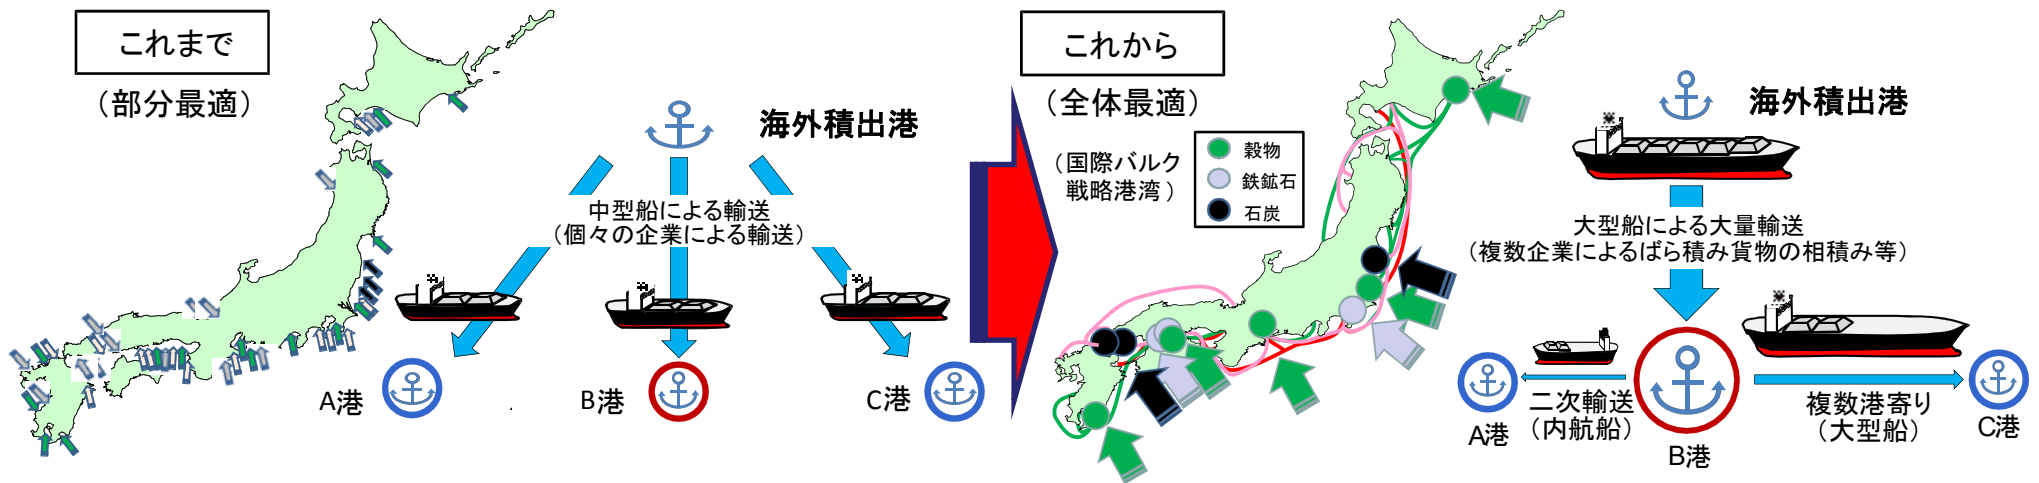 これまで
（部分最適）
海外積出港
中型船による輸送
（個々の企業による輸送）
A港
B港
C港
これから
（全体最適）
（国際バルク
戦略港湾）
穀物
鉄鉱石
石炭
海外積出港
大型船による大量輸送
（複数企業によるばら積み貨物の相積み等）
A港
二次輸送
（内航船）
B港
複数港寄り
（大型船）
C港